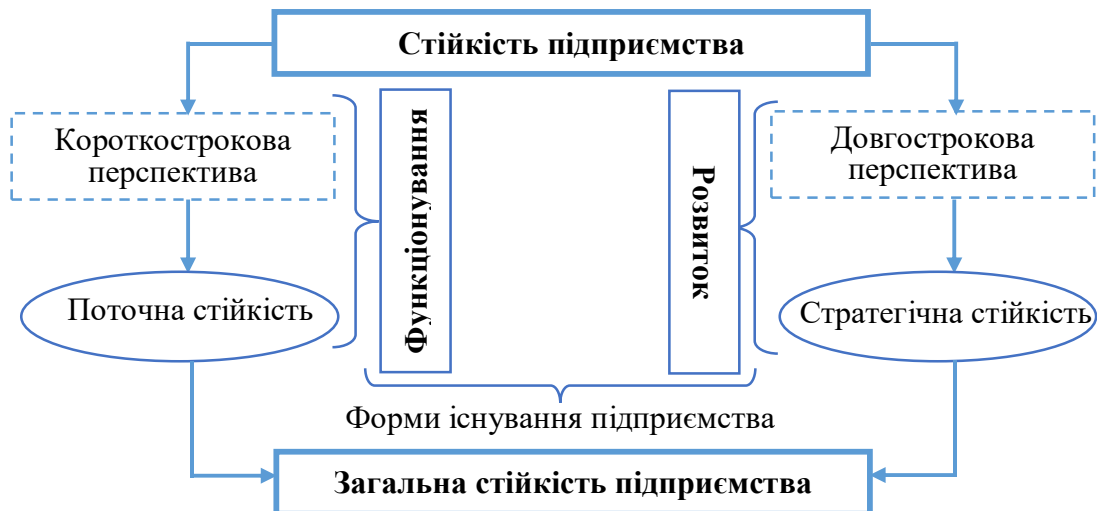 Стійкість підприємства
Короткострокова
перспектива
Функціонування
Розвиток
Довгострокова
перспектива
Поточна стійкість
Стратегічна стійкість
Форми існування підприємства
Загальна стійкість підприємства